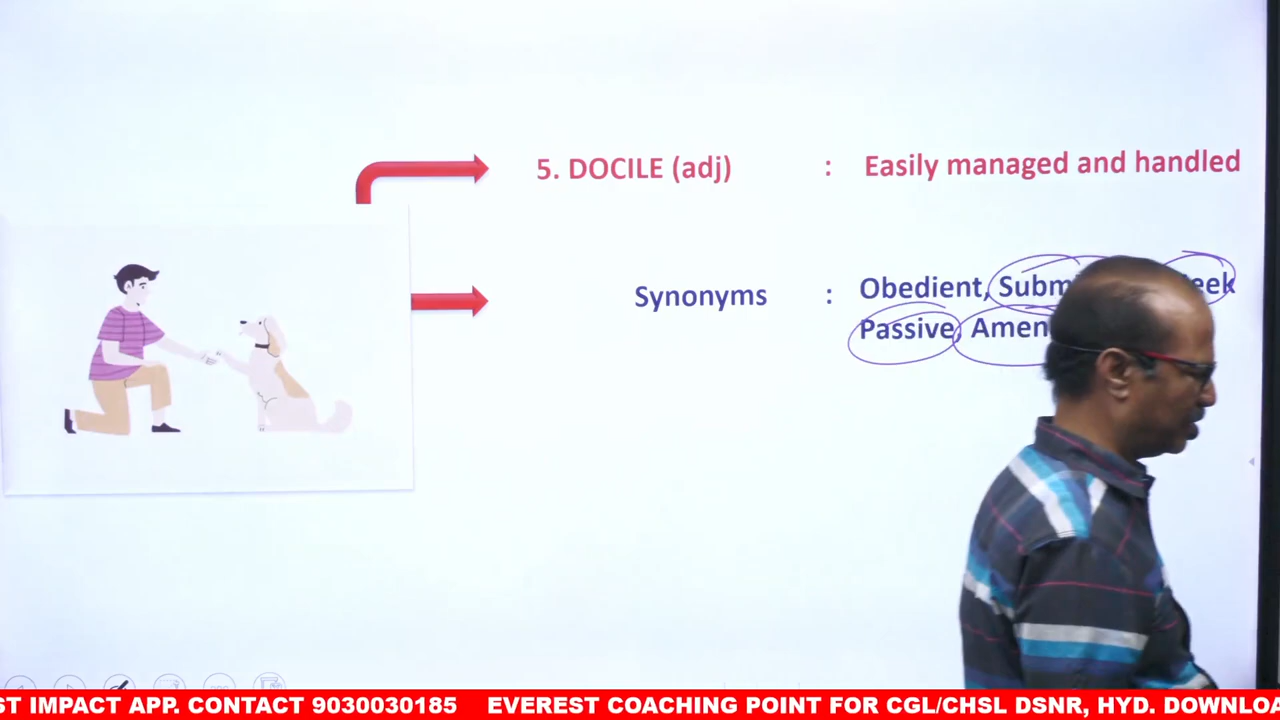 5. DOCILE (adj) : Easily managed and handled
Synonyms : Obedient,
Passive,
ST IMPACT APP. CONTACT 9030030185 EVEREST COACHING POINT FOR CGL/CHSL DSNR, HYD.